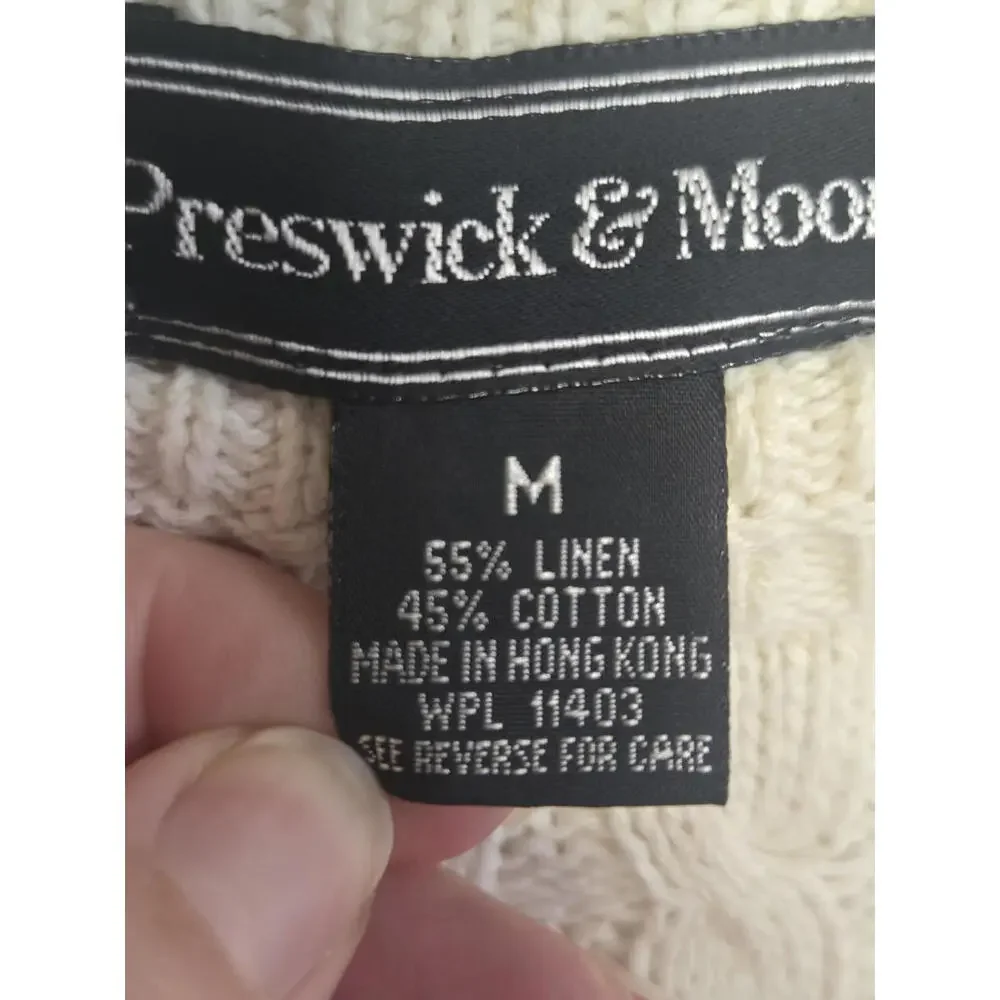 Preswick & Moor
M
55% LINEN
45% COTTON
MADE IN HONG KONG
WPL 11403
SEE REVERSE FOR CARE